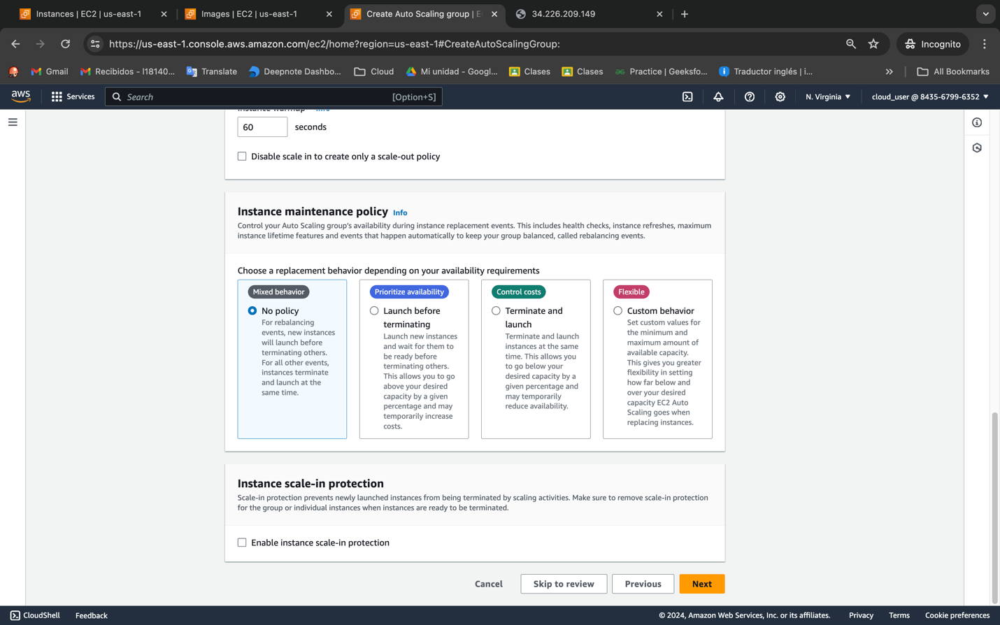 Instances | EC2 | us-east-1
Images | EC2 | us-east-1
Create Auto Scaling group | E
34.226.209.149
https://us-east-1.console.aws.amazon.com/ec2/home?region=us-east-1#CreateAutoScalingGroup:
Incognito
Gmail
Recibidos - l18140...
Translate
Deepnote Dashbo...
Cloud
Mi unidad - Googl...
Clases
Clases
Practice | Geeksfo...
Traductor inglés | i...
All Bookmarks
aws
Services
Search
[Option+S]
N. Virginia
cloud_user @ 8435-6799-6352
Instance warmup Info
60 seconds
Disable scale in to create only a scale-out policy
Instance maintenance policy Info
Control your Auto Scaling group's availability during instance replacement events. This includes health checks, instance refreshes, maximum
instance lifetime features and events that happen automatically to keep your group balanced, called rebalancing events.
Choose a replacement behavior depending on your availability requirements
Mixed behavior
No policy
For rebalancing
events, new instances
will launch before
terminating others.
For all other events,
instances terminate
and launch at the
same time.
Prioritize availability
Launch before
terminating
Launch new instances
and wait for them to
be ready before
terminating others.
This allows you to go
above your desired
capacity by a given
percentage and may
temporarily increase
costs.
Control costs
Terminate and
launch
Terminate and launch
instances at the same
time. This allows you
to go below your
desired capacity by a
given percentage and
may temporarily
reduce availability.
Flexible
Custom behavior
Set custom values for
the minimum and
maximum amount of
available capacity.
This gives you greater
flexibility in setting
how far below and
over your desired
capacity EC2 Auto
Scaling goes when
replacing instances.
Instance scale-in protection
Scale-in protection prevents newly launched instances from being terminated by scaling activities. Make sure to remove scale-in protection
for the group or individual instances when instances are ready to be terminated.
Enable instance scale-in protection
Cancel
Skip to review
Previous
Next
CloudShell
Feedback
© 2024, Amazon Web Services, Inc. or its affiliates.
Privacy
Terms
Cookie preferences